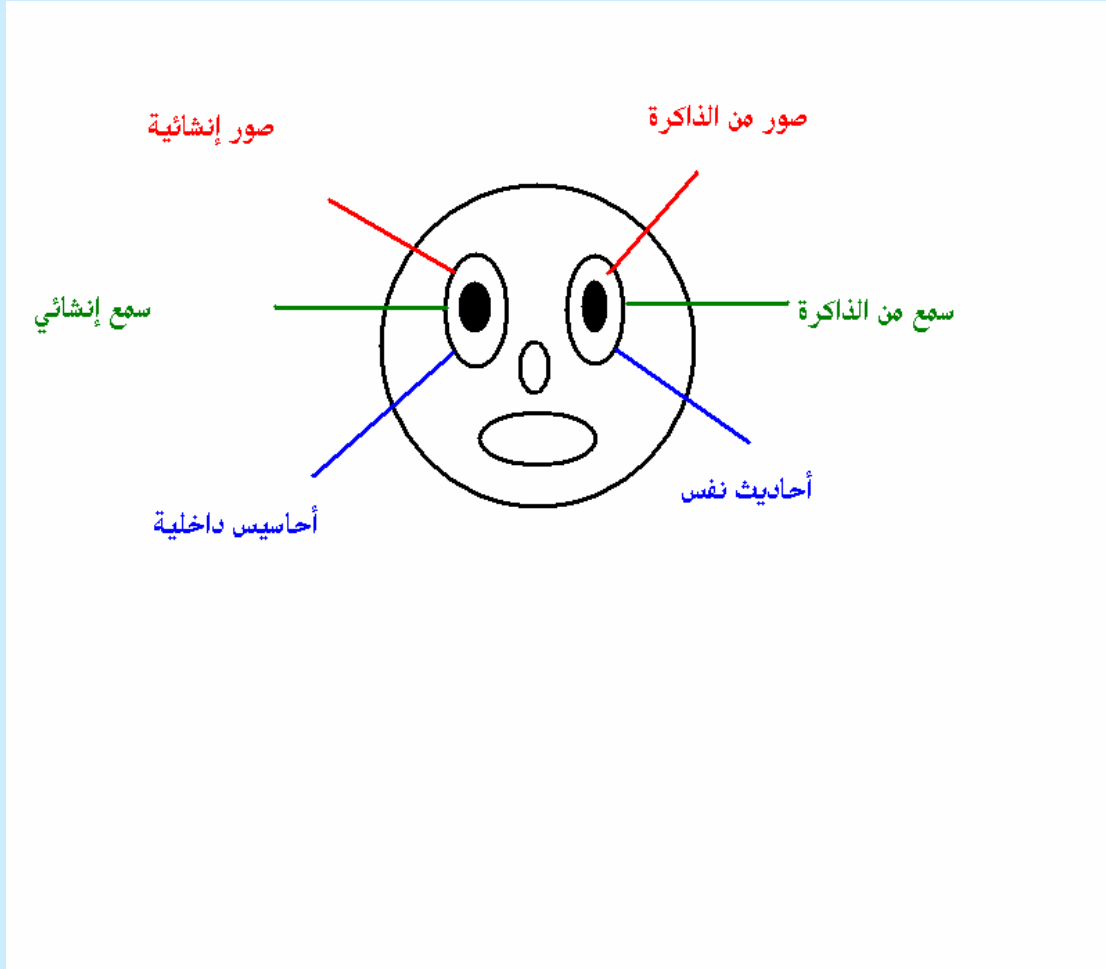 صور من الذاكرة
صور إنشائية
سمع من الذاكرة
سمع إنشائي
أحاديث نفس
أحاسيس داخلية